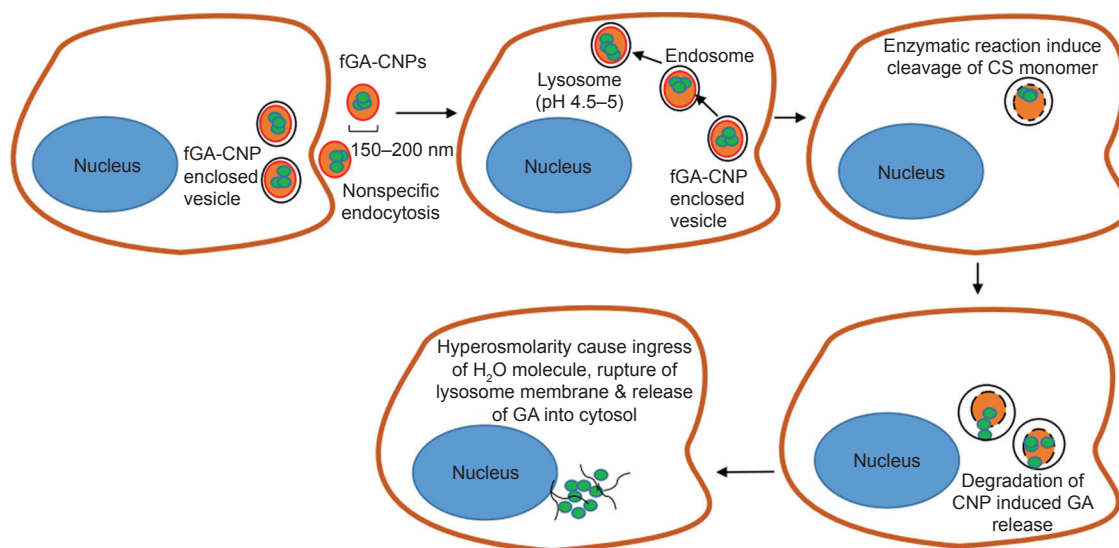 fGA-CNPs
150–200 nm
Nonspecific
endocytosis
Nucleus
fGA-CNP
enclosed
vesicle
Lysosome
(pH 4.5–5)
Endosome
Nucleus
fGA-CNP
enclosed
vesicle
Enzymatic reaction induce
cleavage of CS monomer
Nucleus
Nucleus
Degradation of
CNP induced GA
release
Hyperosmolarity cause ingress
of H₂O molecule, rupture of
lysosome membrane & release
of GA into cytosol
Nucleus